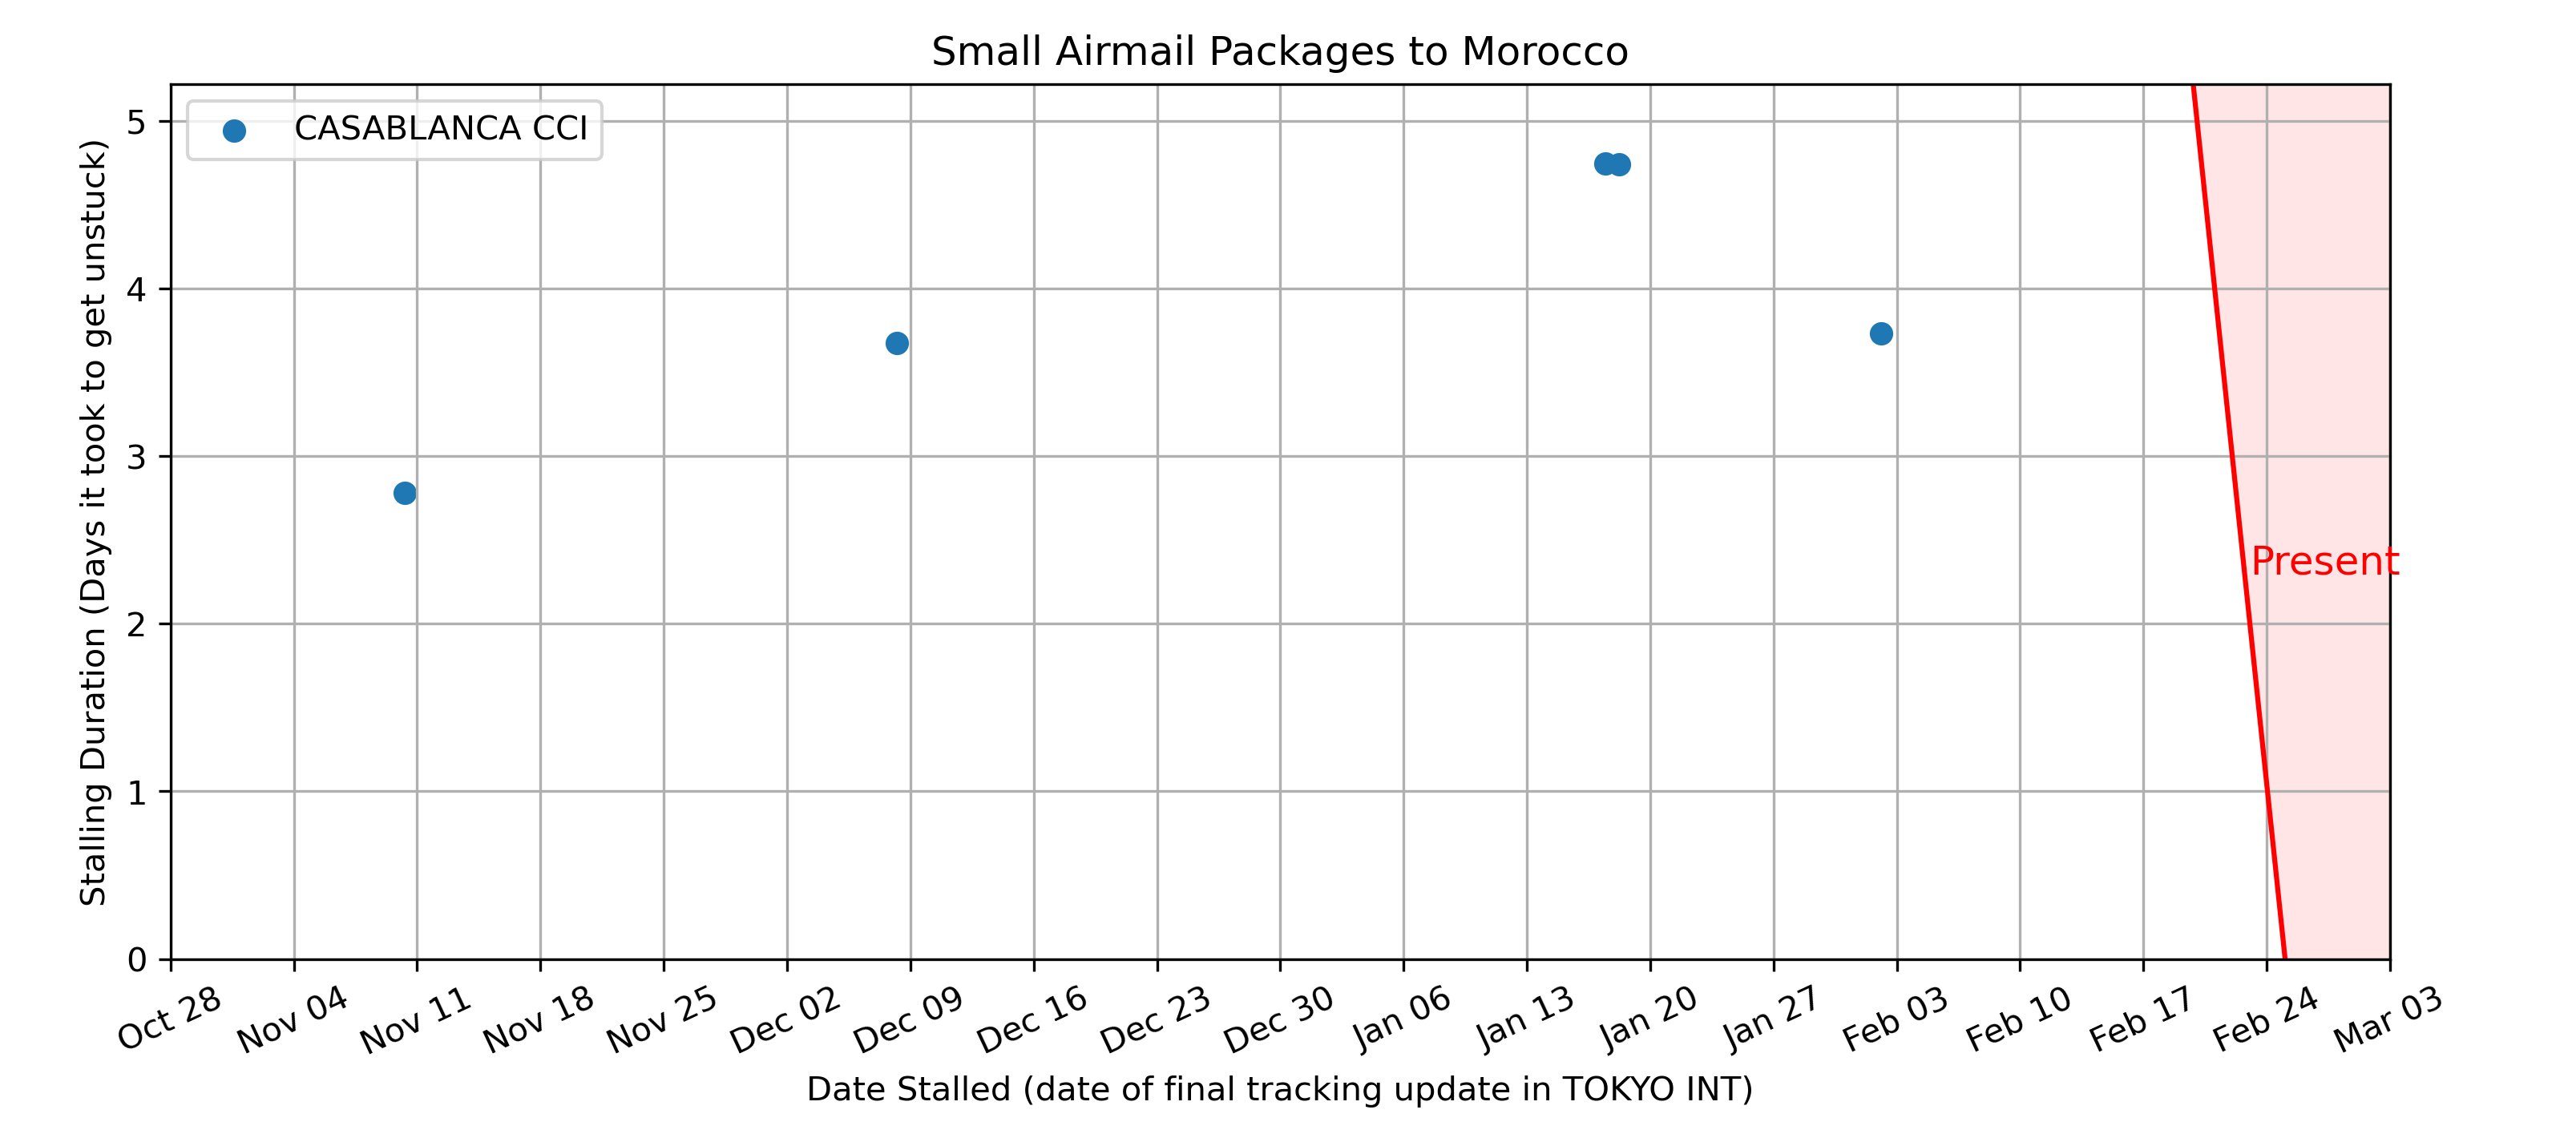 Small Airmail Packages to Morocco
CASABLANCA CCI
Stalling Duration (Days it took to get unstuck)
5
4
3
2
1
0
Present
Oct 28
Nov 04
Nov 11
Nov 18
Nov 25
Dec 02
Dec 09
Dec 16
Dec 23
Dec 30
Jan 06
Jan 13
Jan 20
Jan 27
Feb 03
Feb 10
Feb 17
Feb 24
Mar 03
Date Stalled (date of final tracking update in TOKYO INT)